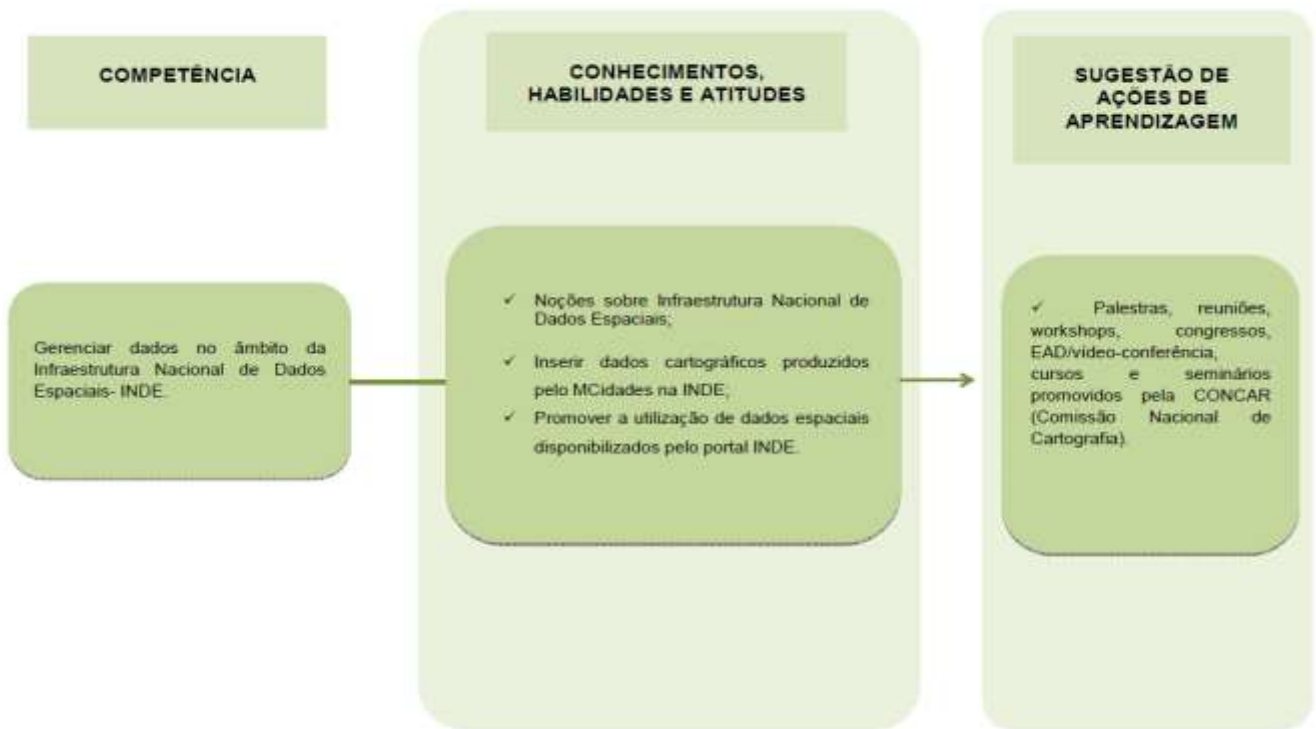 COMPETÊNCIA
CONHECIMENTOS,
HABILIDADES E ATITUDES
SUGESTÃO DE
AÇÕES DE
APRENDIZAGEM
Gerenciar dados no âmbito da
Infraestrutura Nacional de Dados
Espaciais- INDE.
✓ Noções sobre Infraestrutura Nacional de
Dados Espaciais;
✓ Inserir dados cartográficos produzidos
pelo MCidades na INDE;
✓ Promover a utilização de dados espaciais
disponibilizados pelo portal INDE.
✓ Palestras, reuniões,
workshops, congressos,
EAD/vídeo-conferência,
cursos e seminários
promovidos pela CONCAR
(Comissão Nacional de
Cartografia).